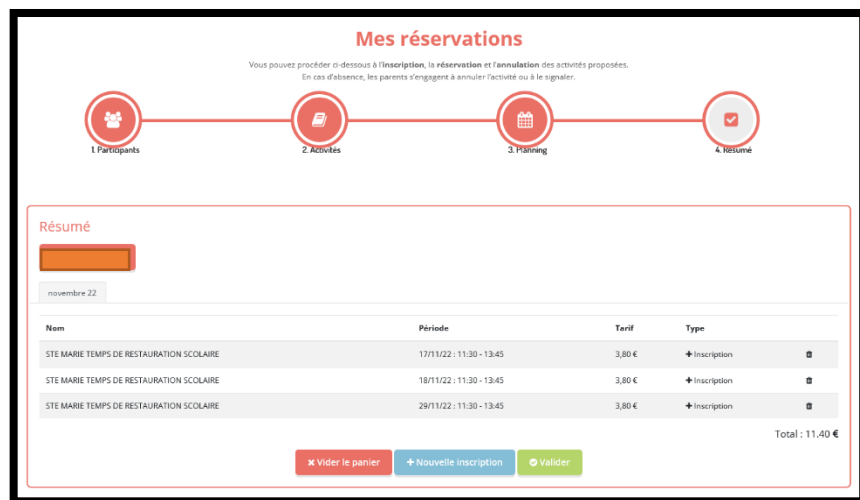 Mes réservations
Vous pouvez procéder ci-dessous à l'inscription, la réservation et l'annulation des activités proposées.
En cas d'absence, les parents s'engagent à annuler l'activité ou à le signaler.
1. Participants
2. Activités
3. Planning
4. Résumé
Résumé
novembre 22
Nom Période Tarif Type
STE MARIE TEMPS DE RESTAURATION SCOLAIRE 17/11/22 : 11:30 - 13:45 3,80 € + Inscription
STE MARIE TEMPS DE RESTAURATION SCOLAIRE 18/11/22 : 11:30 - 13:45 3,80 € + Inscription
STE MARIE TEMPS DE RESTAURATION SCOLAIRE 29/11/22 : 11:30 - 13:45 3,80 € + Inscription
Total : 11.40 €
Vider le panier + Nouvelle inscription Valider